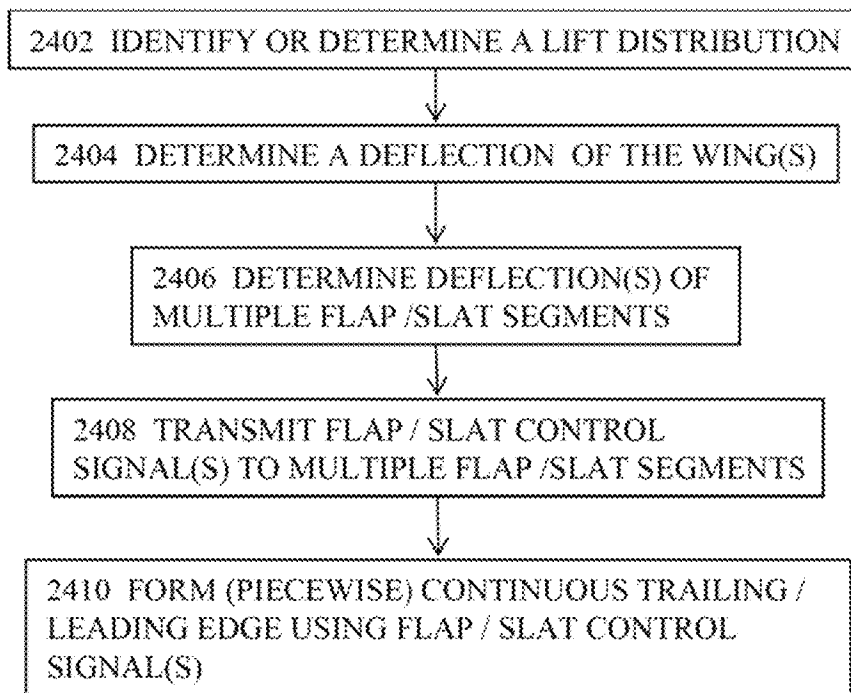 2402 IDENTIFY OR DETERMINE A LIFT DISTRIBUTION
2404 DETERMINE A DEFLECTION OF THE WING(S)
2406 DETERMINE DEFLECTION(S) OF
MULTIPLE FLAP /SLAT SEGMENTS
2408 TRANSMIT FLAP / SLAT CONTROL
SIGNAL(S) TO MULTIPLE FLAP /SLAT SEGMENTS
2410 FORM (PIECEWISE) CONTINUOUS TRAILING /
LEADING EDGE USING FLAP / SLAT CONTROL
SIGNAL(S)